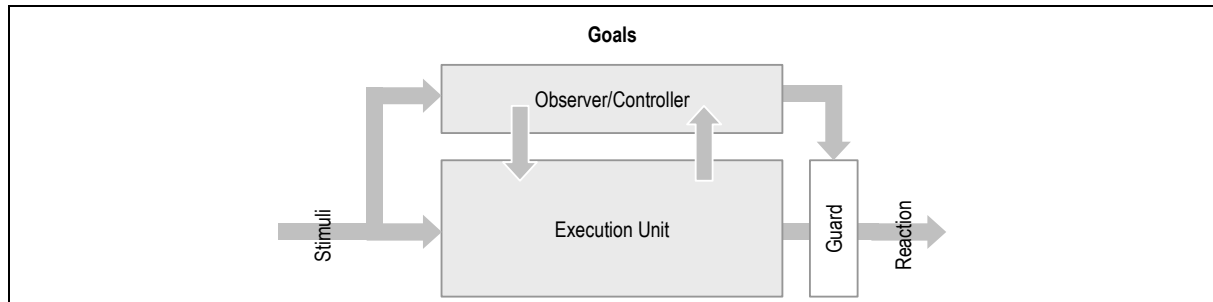 Goals
Observer/Controller
Stimuli
Execution Unit
Guard
Reaction